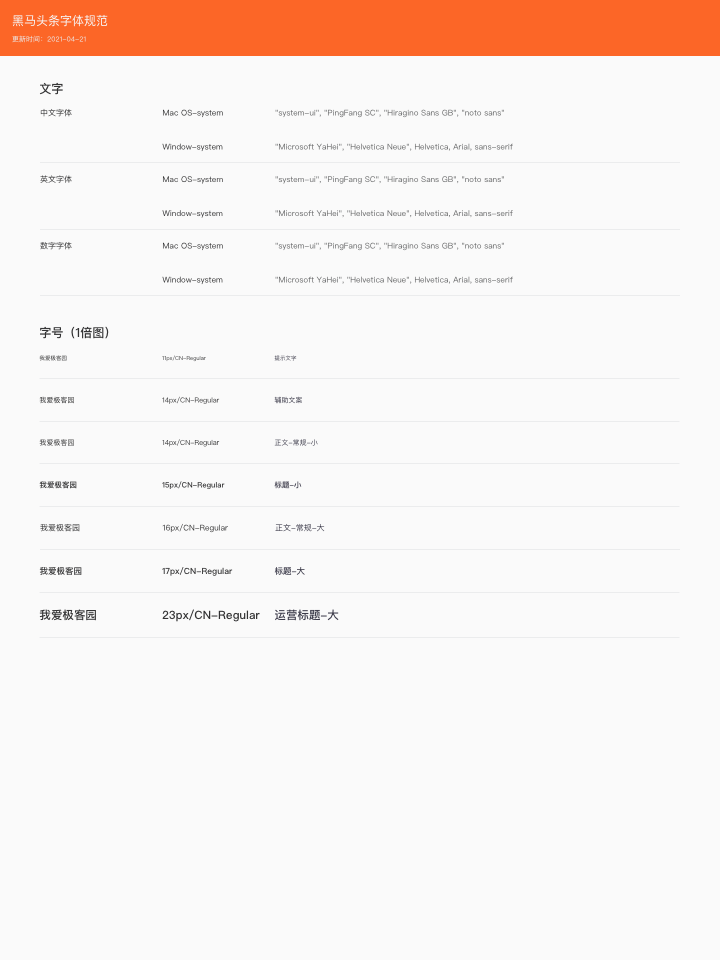 黑马头条字体规范
更新时间：2021-04-21
文字
中文字体 Mac OS-system "system-ui", "PingFang SC", "Hiragino Sans GB", "noto sans"
Window-system "Microsoft YaHei", "Helvetica Neue", Helvetica, Arial, sans-serif
英文字体 Mac OS-system "system-ui", "PingFang SC", "Hiragino Sans GB", "noto sans"
Window-system "Microsoft YaHei", "Helvetica Neue", Helvetica, Arial, sans-serif
数字字体 Mac OS-system "system-ui", "PingFang SC", "Hiragino Sans GB", "noto sans"
Window-system "Microsoft YaHei", "Helvetica Neue", Helvetica, Arial, sans-serif
字号（1倍图）
我爱极客园 11px/CN-Regular 提示文字
我爱极客园 14px/CN-Regular 辅助文案
我爱极客园 14px/CN-Regular 正文-常规-小
我爱极客园 15px/CN-Regular 标题-小
我爱极客园 16px/CN-Regular 正文-常规-大
我爱极客园 17px/CN-Regular 标题-大
我爱极客园 23px/CN-Regular 运营标题-大